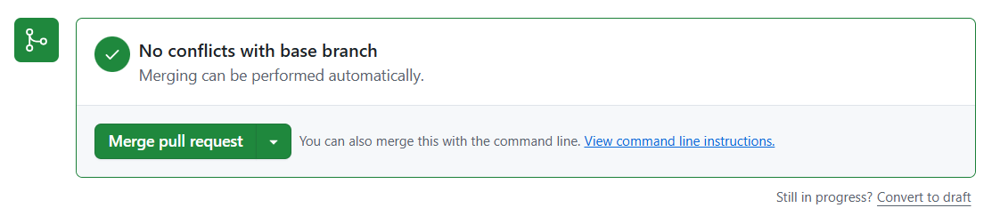 No conflicts with base branch
Merging can be performed automatically.
Merge pull request
You can also merge this with the command line. View command line instructions.
Still in progress? Convert to draft